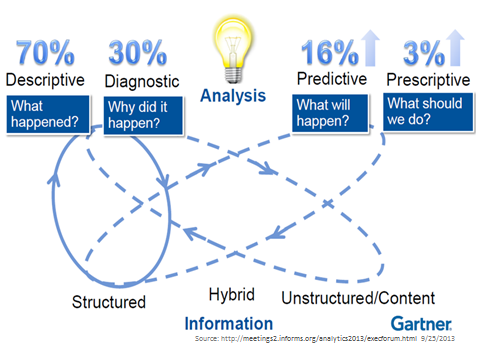 70% 30% 16% 3%
Descriptive Diagnostic Predictive Prescriptive
Analysis
What happened?
Why did it happen?
What will happen?
What should we do?
Structured Hybrid Unstructured/Content
Information
Gartner
Source: http://meetings2.informs.org/analytics2013/execforum.html 9/25/2013